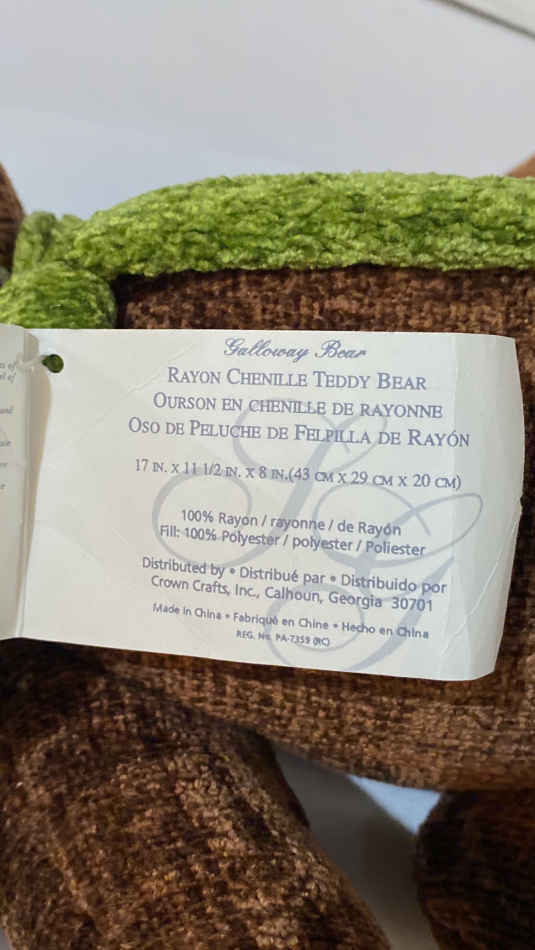 Galloway Bear
RAYON CHENILLE TEDDY BEAR
OURSON EN CHENILLE DE RAYONNE
OSO DE PELUCHE DE FELPILLA DE RAYÓN
17 IN. X 11 1/2 IN. X 8 IN.(43 CM X 29 CM X 20 CM)
100% Rayon / rayonne / de Rayón
Fill: 100% Polyester / polyester / Poliester
Distributed by • Distribué par • Distribuido por
Crown Crafts, Inc., Calhoun, Georgia 30701
Made in China • Fabriqué en Chine • Hecho en China
REG. No. PA-7359 (RC)